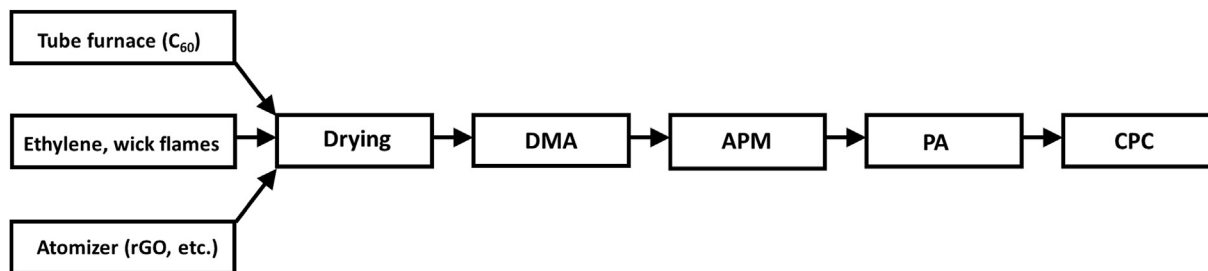 Tube furnace (C₆₀)
Ethylene, wick flames
Drying
DMA
APM
PA
CPC
Atomizer (rGO, etc.)